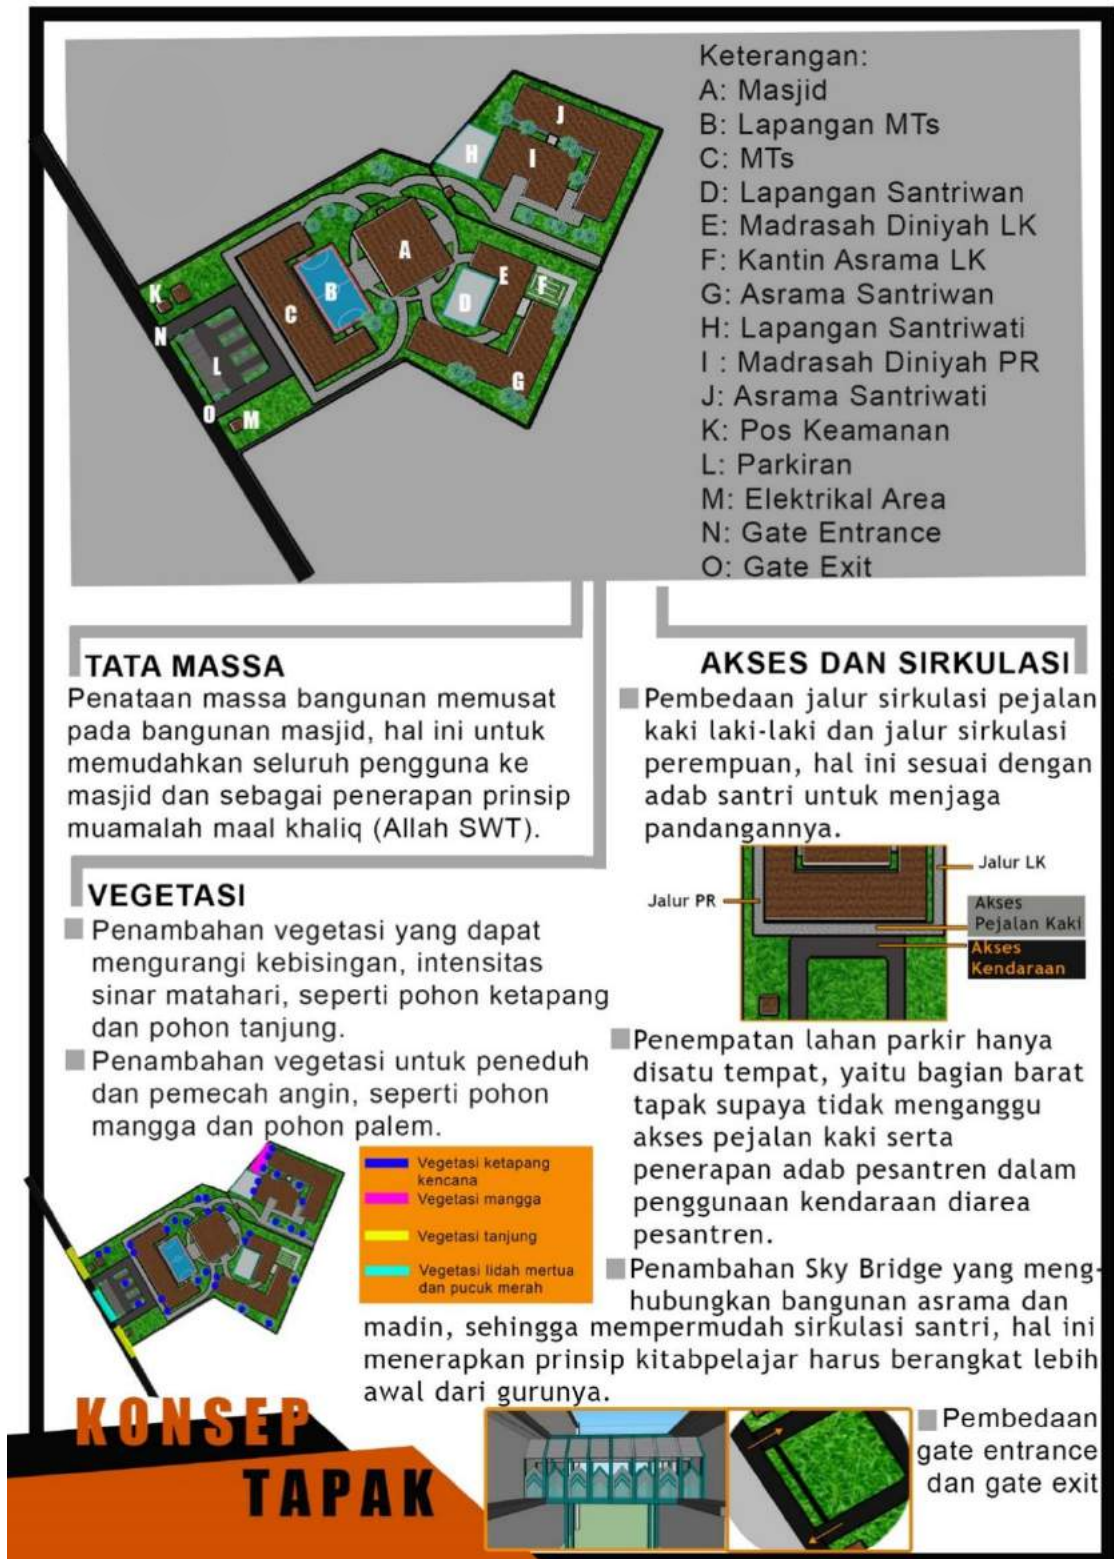 Keterangan:
A: Masjid
B: Lapangan MTs
C: MTs
D: Lapangan Santriwan
E: Madrasah Diniyah LK
F: Kantin Asrama LK
G: Asrama Santriwan
H: Lapangan Santriwati
I : Madrasah Diniyah PR
J: Asrama Santriwati
K: Pos Keamanan
L: Parkiran
M: Elektrikal Area
N: Gate Entrance
O: Gate Exit
J
H
I
A
E
F
B
D
C
K
N
L
G
O
M
TATA MASSA
Penataan massa bangunan memusat
pada bangunan masjid, hal ini untuk
memudahkan seluruh pengguna ke
masjid dan sebagai penerapan prinsip
muamalah maal khaliq (Allah SWT).
VEGETASI
Penambahan vegetasi yang dapat
mengurangi kebisingan, intensitas
sinar matahari, seperti pohon ketapang
dan pohon tanjung.
Penambahan vegetasi untuk peneduh
dan pemecah angin, seperti pohon
mangga dan pohon palem.
Vegetasi ketapang
kencana
Vegetasi mangga
Vegetasi tanjung
Vegetasi lidah mertua
dan pucuk merah
AKSES DAN SIRKULASI
Pembedaan jalur sirkulasi pejalan
kaki laki-laki dan jalur sirkulasi
perempuan, hal ini sesuai dengan
adab santri untuk menjaga
pandangannya.
Jalur LK
Jalur PR
Akses
Pejalan Kaki
Akses
Kendaraan
Penempatan lahan parkir hanya
disatu tempat, yaitu bagian barat
tapak supaya tidak menganggu
akses pejalan kaki serta
penerapan adab pesantren dalam
penggunaan kendaraan diarea
pesantren.
Penambahan Sky Bridge yang meng-
hubungkan bangunan asrama dan
madin, sehingga mempermudah sirkulasi santri, hal ini
menerapkan prinsip kitabpelajar harus berangkat lebih
awal dari gurunya.
Pembedaan
gate entrance
dan gate exit
KONSEP
TAPAK